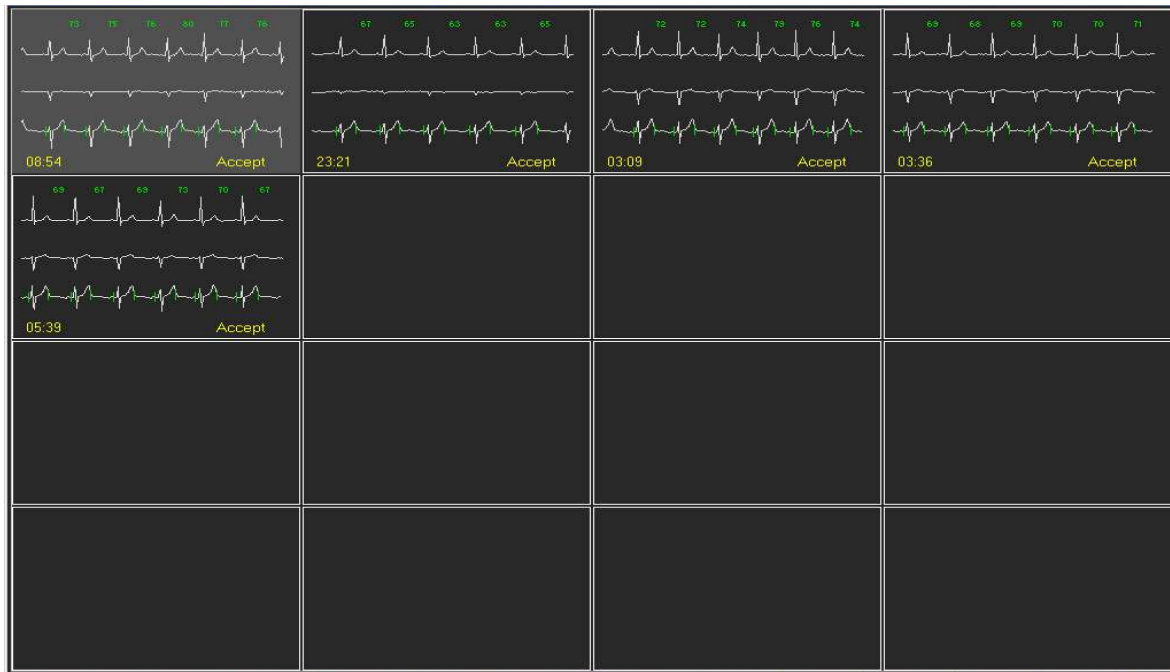 73 75 76 80 77 76
08:54 Accept
67 65 63 63 65
23:21 Accept
72 72 74 73 76 74
03:09 Accept
69 68 69 70 70 71
03:36 Accept
69 67 69 73 70 67
05:39 Accept